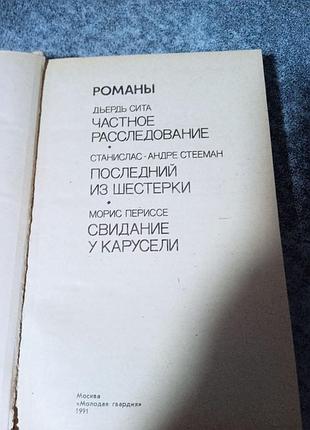 РОМАНЫ
ДЬЕРДЬ СИТА
ЧАСТНОЕ
РАССЛЕДОВАНИЕ
•
СТАНИСЛАС-АНДРЕ СТЕЕМАН
ПОСЛЕДНИЙ
ИЗ ШЕСТЕРКИ
•
МОРИС ПЕРИССЕ
СВИДАНИЕ
У КАРУСЕЛИ
Москва
«Молодая гвардия»
1991